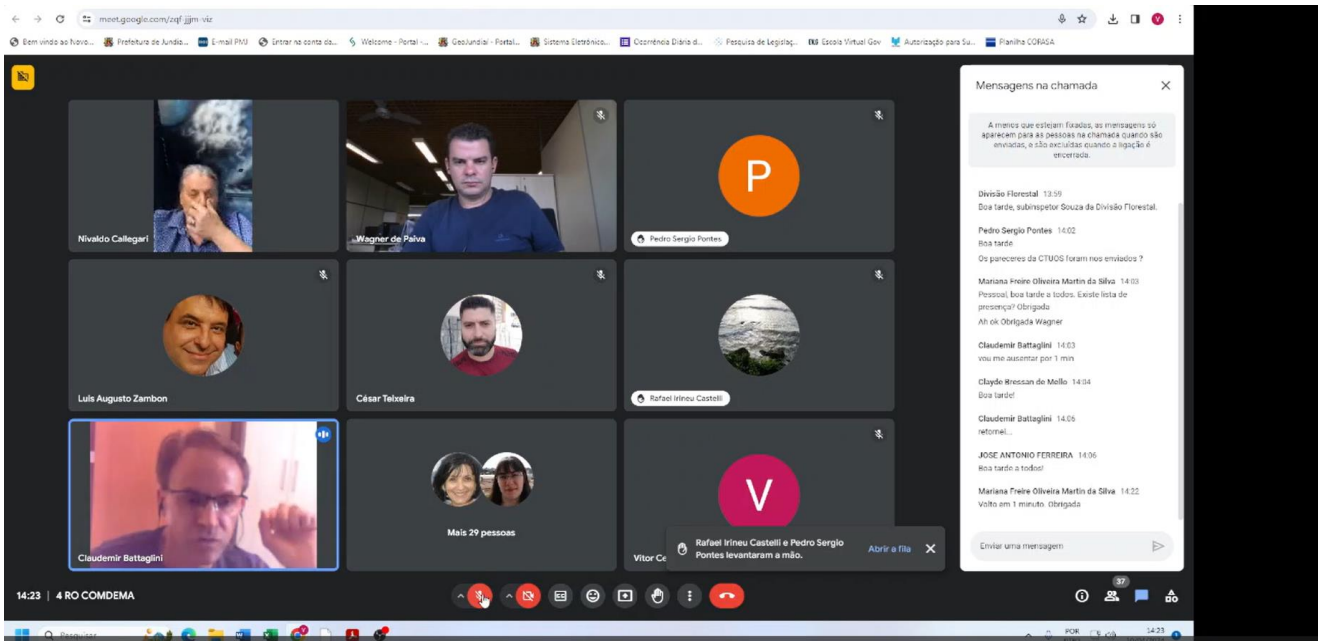 meet.google.com/zqf-jjjm-viz
Bem vindo ao Novo...
Prefeitura de Jundia...
E-mail PMJ
Entrar na conta da...
Welcome - Portal -...
GeoJundiaí - Portal...
Sistema Eletrônico...
Ocorrência Diária d...
Pesquisa de Legislaç...
Escola Virtual Gov
Autorização para Su...
Planilha CORASA
Nivaldo Callegari
Wagner de Paiva
P
Pedro Sergio Pontes
Luis Augusto Zambon
César Teixeira
Rafael Irineu Castelli
Claudemir Battaglini
Mais 29 pessoas
V
Vitor Ce
Rafael Irineu Castelli e Pedro Sergio
Pontes levantaram a mão.
Abrir a fila
Mensagens na chamada
A menos que estejam fixadas, as mensagens só
aparecem para as pessoas na chamada quando são
enviadas, e são excluídas quando a ligação é
encerrada.
Divisão Florestal 13:59
Boa tarde, subinspetor Souza da Divisão Florestal.
Pedro Sergio Pontes 14:02
Boa tarde
Os pareceres da CTUOS foram nos enviados ?
Mariana Freire Oliveira Martin da Silva 14:03
Pessoal, boa tarde a todos. Existe lista de
presença? Obrigada
Ah ok Obrigada Wagner
Claudemir Battaglini 14:03
vou me ausentar por 1 min
Clayde Bressan de Mello 14:04
Boa tarde!
Claudemir Battaglini 14:06
retornei...
JOSE ANTONIO FERREIRA 14:06
Boa tarde a todos!
Mariana Freire Oliveira Martin da Silva 14:22
Volto em 1 minuto. Obrigada
Enviar uma mensagem
14:23 | 4 RO COMDEMA
37
Pesquisar
POR
14:23